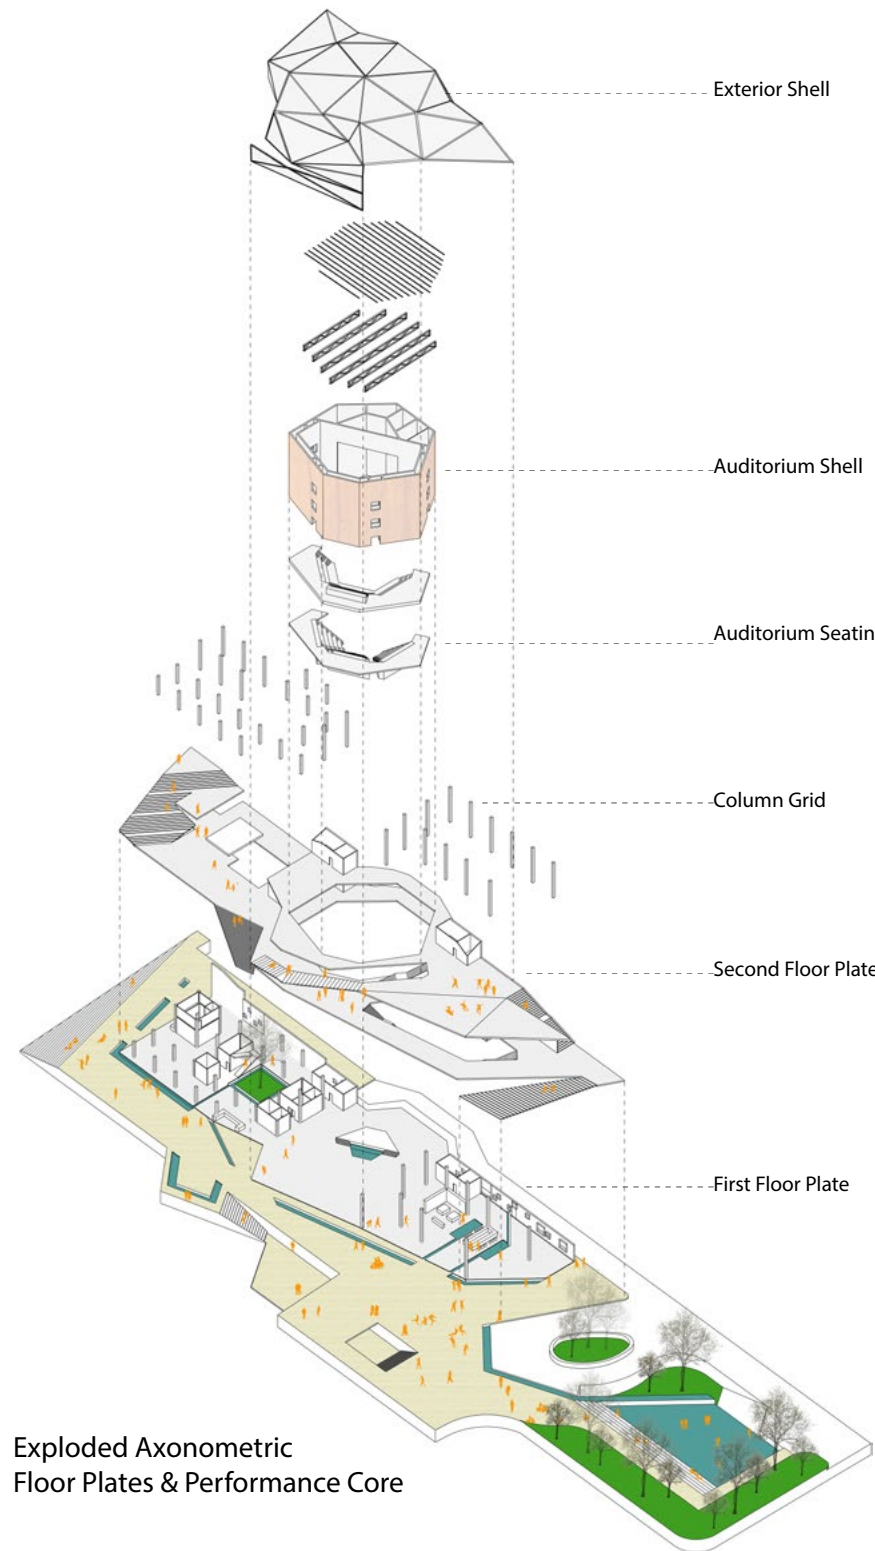 Exterior Shell
Auditorium Shell
Auditorium Seatin
Column Grid
Second Floor Plate
First Floor Plate
Exploded Axonometric
Floor Plates & Performance Core